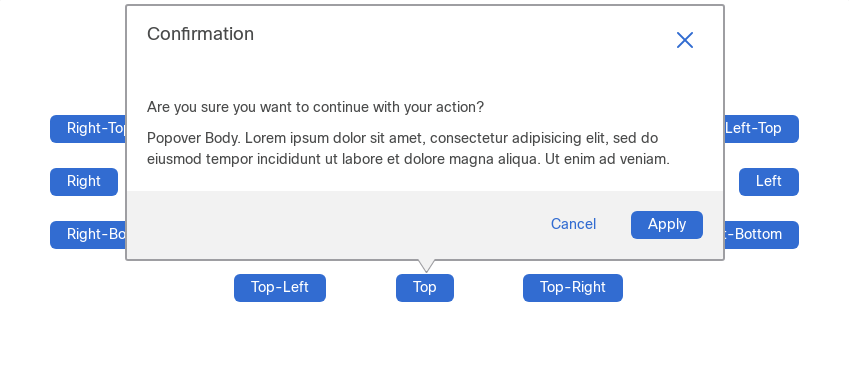 Confirmation
Are you sure you want to continue with your action?
Popover Body. Lorem ipsum dolor sit amet, consectetur adipisicing elit, sed do
eiusmod tempor incididunt ut labore et dolore magna aliqua. Ut enim ad veniam.
Cancel Apply
Right-Top Left-Top
Right Left
Right-Bo -Bottom
Top-Left Top Top-Right